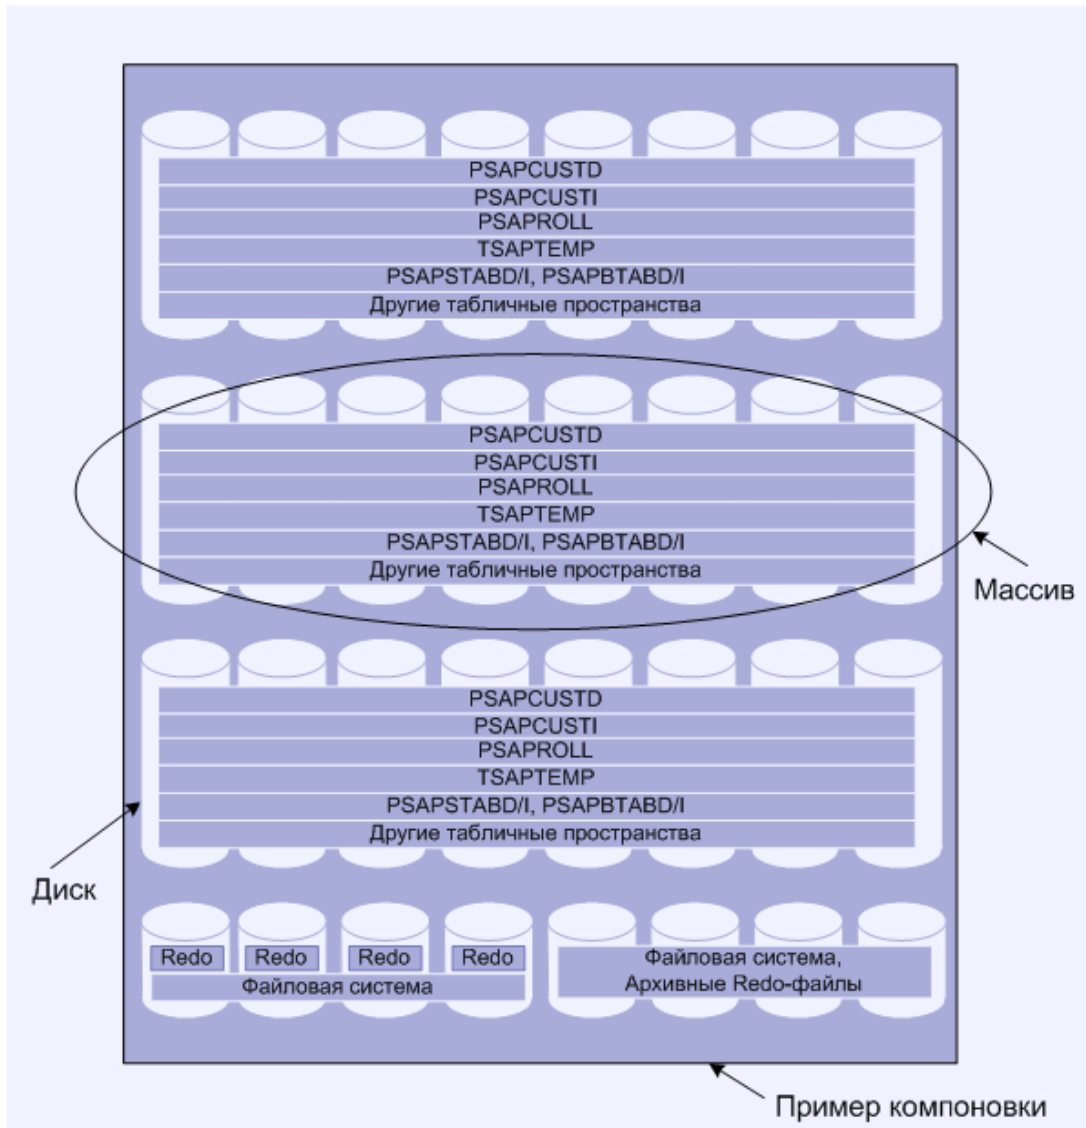 PSAPCUSTD
PSAPCUSTI
PSAPROLL
TSAPTEMP
PSAPSTABD/I, PSAPBTABD/I
Другие табличные пространства
PSAPCUSTD
PSAPCUSTI
PSAPROLL
TSAPTEMP
PSAPSTABD/I, PSAPBTABD/I
Другие табличные пространства
Массив
PSAPCUSTD
PSAPCUSTI
PSAPROLL
TSAPTEMP
PSAPSTABD/I, PSAPBTABD/I
Другие табличные пространства
Диск
Redo Redo Redo Redo
Файловая система
Файловая система,
Архивные Redo-файлы
Пример компоновки